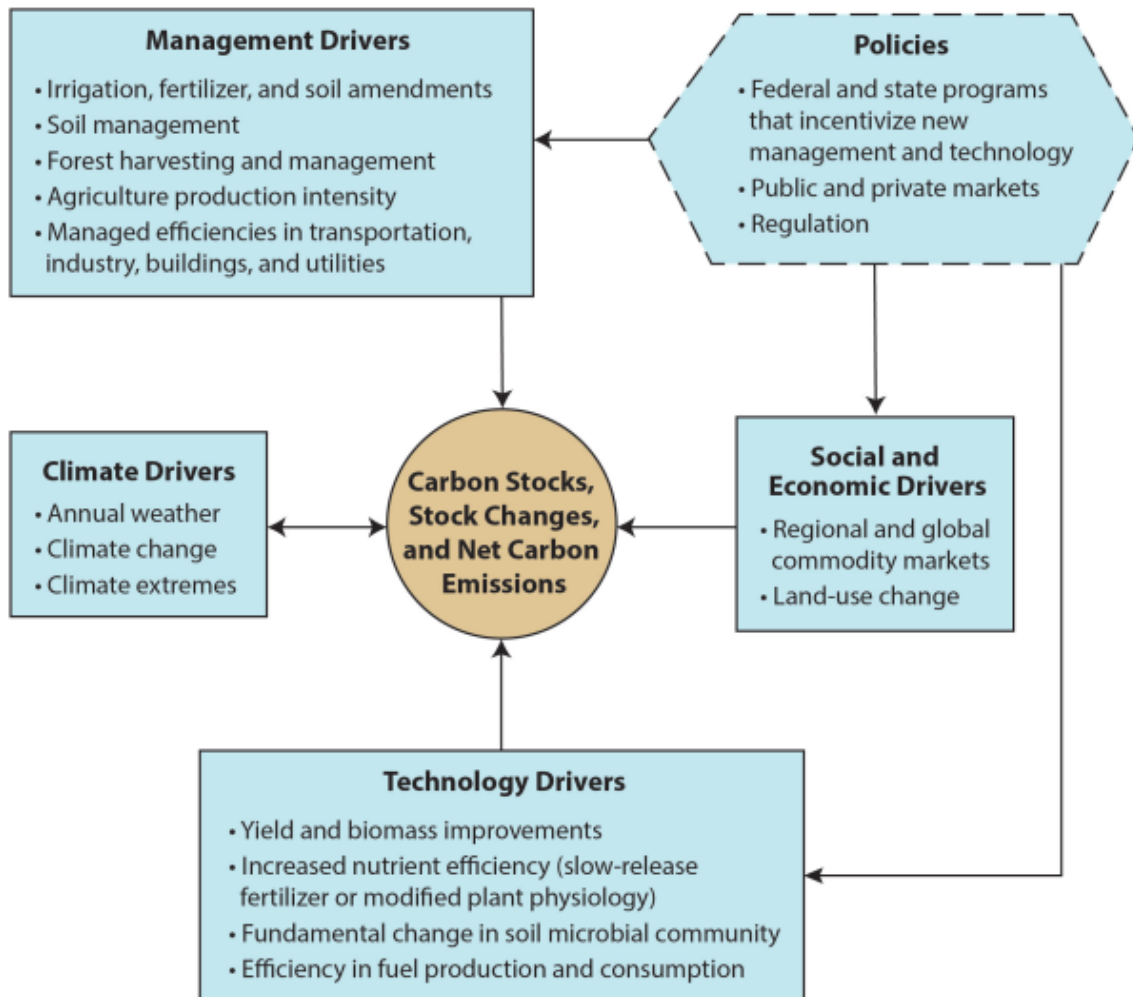 Management Drivers
• Irrigation, fertilizer, and soil amendments
• Soil management
• Forest harvesting and management
• Agriculture production intensity
• Managed efficiencies in transportation,
industry, buildings, and utilities
Policies
• Federal and state programs
that incentivize new
management and technology
• Public and private markets
• Regulation
Climate Drivers
• Annual weather
• Climate change
• Climate extremes
Carbon Stocks,
Stock Changes,
and Net Carbon
Emissions
Social and
Economic Drivers
• Regional and global
commodity markets
• Land-use change
Technology Drivers
• Yield and biomass improvements
• Increased nutrient efficiency (slow-release
fertilizer or modified plant physiology)
• Fundamental change in soil microbial community
• Efficiency in fuel production and consumption